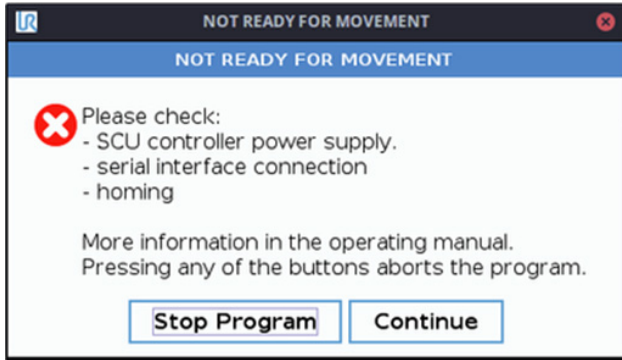 UR
NOT READY FOR MOVEMENT
NOT READY FOR MOVEMENT
Please check:
- SCU controller power supply.
- serial interface connection
- homing
More information in the operating manual.
Pressing any of the buttons aborts the program.
Stop Program
Continue